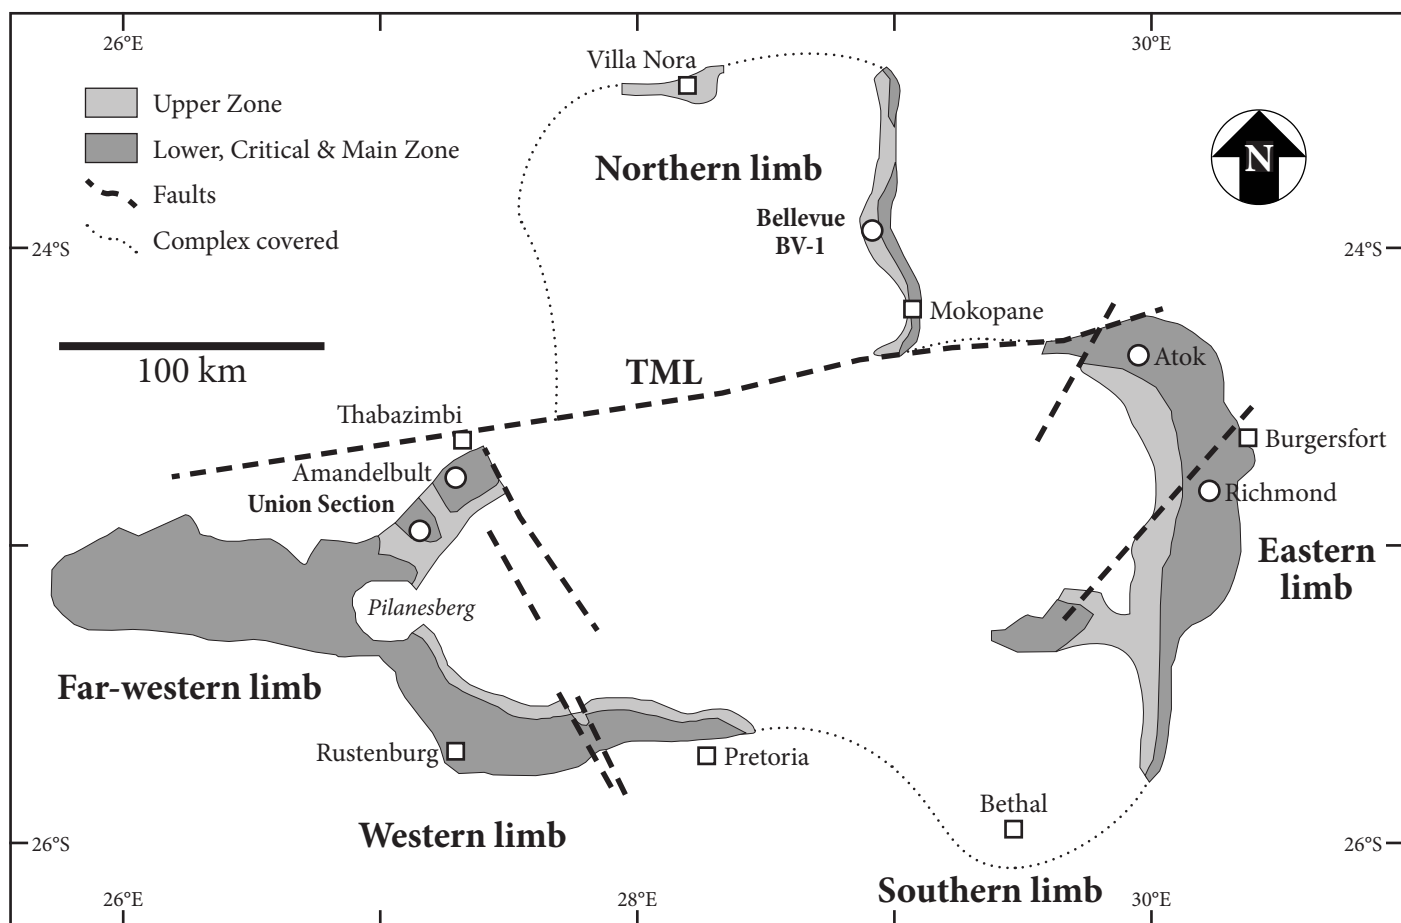 26°E
30°E
Villa Nora
Upper Zone
Lower, Critical & Main Zone
Faults
Complex covered
N
Northern limb
Bellevue
BV-1
24°S
24°S
Mokopane
100 km
TML
Atok
Thabazimbi
Amandelbult
Union Section
Burgersfort
Richmond
Eastern
limb
Pilanesberg
Far-western limb
Rustenburg
Pretoria
Bethal
Western limb
26°S
26°S
Southern limb
26°E
28°E
30°E